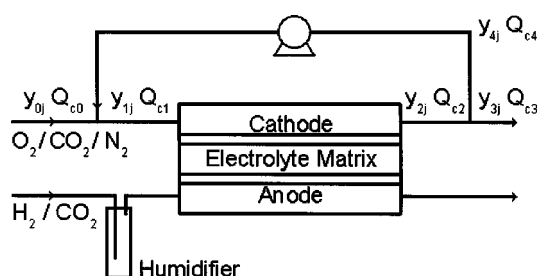 y4j Qc4
y0j Qc0 y1j Qc1 y2j Qc2 y3j Qc3
Cathode
O2/CO2/N2
Electrolyte Matrix
Anode
H2/CO2
Humidifier